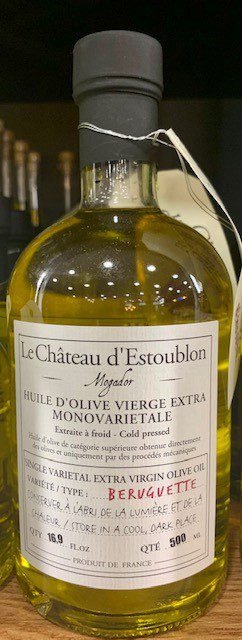 Le Château d'Estoublon
Mogador
HUILE D'OLIVE VIERGE EXTRA
MONOVARIETALE
Extraite à froid - Cold pressed
Huile d'olive de catégorie supérieure obtenue directement
des olives et uniquement par des procédés mécaniques
SINGLE VARIETAL EXTRA VIRGIN OLIVE OIL
VARIÉTÉ / TYPE : .... BERUGUETTE
CONSERVER À L'ABRI DE LA LUMIÈRE ET DE LA
CHALEUR / STORE IN A COOL, DARK PLACE.
QTY 16,9 FL.OZ QTÉ 500 ML
PRODUIT DE FRANCE